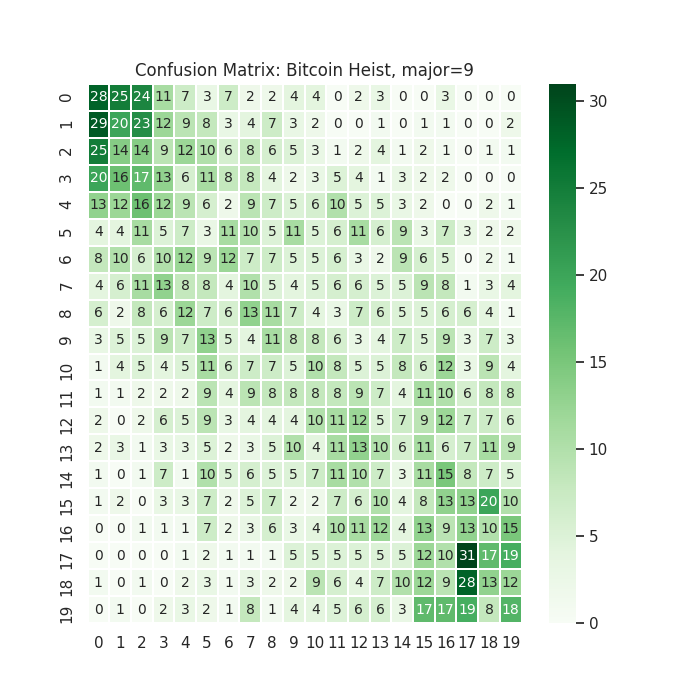 Confusion Matrix: Bitcoin Heist, major=9
0 28 25 24 11 7 3 7 2 2 4 4 0 2 3 0 0 3 0 0 0
1 29 20 23 12 9 8 3 4 7 3 2 0 0 1 0 1 1 0 0 2
2 25 14 14 9 12 10 6 8 6 5 3 1 2 4 1 2 1 0 1 1
3 20 16 17 13 6 11 8 8 4 2 3 5 4 1 3 2 2 0 0 0
4 13 12 16 12 9 6 2 9 7 5 6 10 5 5 3 2 0 0 2 1
5 4 4 11 5 7 3 11 10 5 11 5 6 11 6 9 3 7 3 2 2
6 8 10 6 10 12 9 12 7 7 5 5 6 3 2 9 6 5 0 2 1
7 4 6 11 13 8 8 4 10 5 4 5 6 6 5 5 9 8 1 3 4
8 6 2 8 6 12 7 6 13 11 7 4 3 7 6 5 5 6 6 4 1
9 3 5 5 9 7 13 5 4 11 8 8 6 3 4 7 5 9 3 7 3
10 1 4 5 4 5 11 6 7 7 5 10 8 5 5 8 6 12 3 9 4
11 1 1 2 2 2 9 4 9 8 8 8 8 9 7 4 11 10 6 8 8
12 2 0 2 6 5 9 3 4 4 4 10 11 12 5 7 9 12 7 7 6
13 2 3 1 3 3 5 2 3 5 10 4 11 13 10 6 11 6 7 11 9
14 1 0 1 7 1 10 5 6 5 5 7 11 10 7 3 11 15 8 7 5
15 1 2 0 3 3 7 2 5 7 2 2 7 6 10 4 8 13 13 20 10
16 0 0 1 1 1 7 2 3 6 3 4 10 11 12 4 13 9 13 10 15
17 0 0 0 0 1 2 1 1 1 5 5 5 5 5 5 12 10 31 17 19
18 1 0 1 0 2 3 1 3 2 2 9 6 4 7 10 12 9 28 13 12
19 0 1 0 2 3 2 1 8 1 4 4 5 6 6 3 17 17 19 8 18
0 1 2 3 4 5 6 7 8 9 10 11 12 13 14 15 16 17 18 19
30
25
20
15
10
5
0